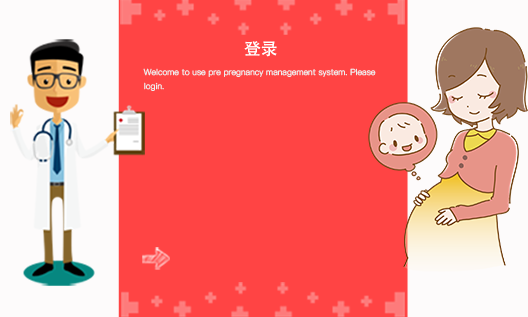 登录
Welcome to use pre pregnancy management system. Please
login.